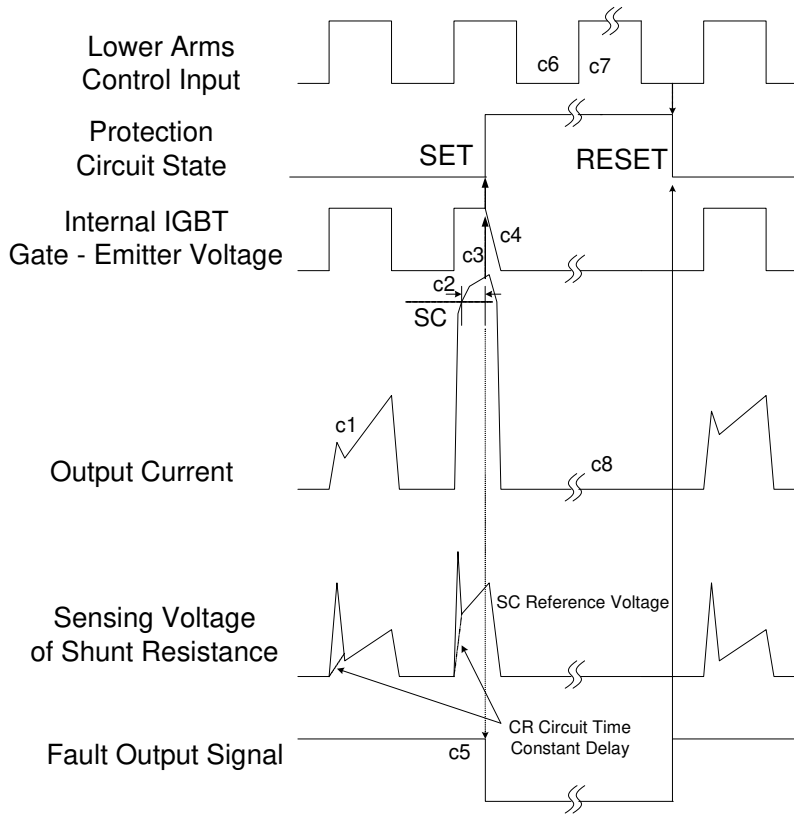 Lower Arms
Control Input
c6
c7
Protection
Circuit State
SET
RESET
Internal IGBT
Gate - Emitter Voltage
c4
c3
c2
SC
c1
Output Current
c8
SC Reference Voltage
Sensing Voltage
of Shunt Resistance
CR Circuit Time
Constant Delay
Fault Output Signal
c5